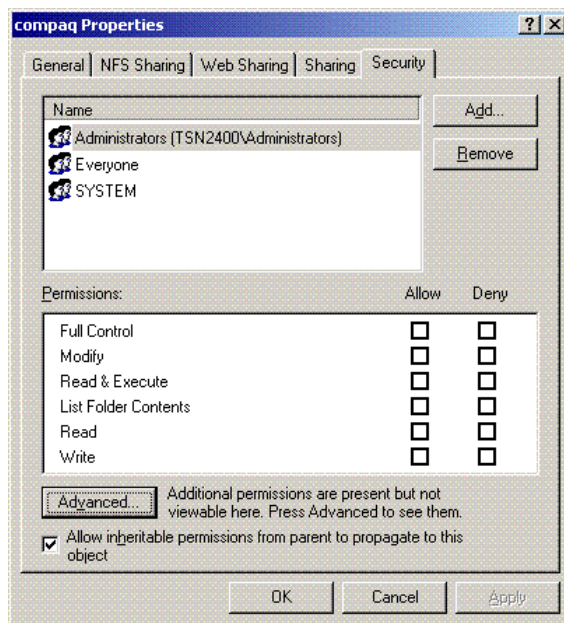 compaq Properties
General NFS Sharing Web Sharing Sharing Security
Name
Administrators (TSN2400\Administrators)
Everyone
SYSTEM
Add...
Remove
Permissions: Allow Deny
Full Control
Modify
Read & Execute
List Folder Contents
Read
Write
Advanced...
Additional permissions are present but not
viewable here. Press Advanced to see them.
Allow inheritable permissions from parent to propagate to this
object
OK Cancel Apply